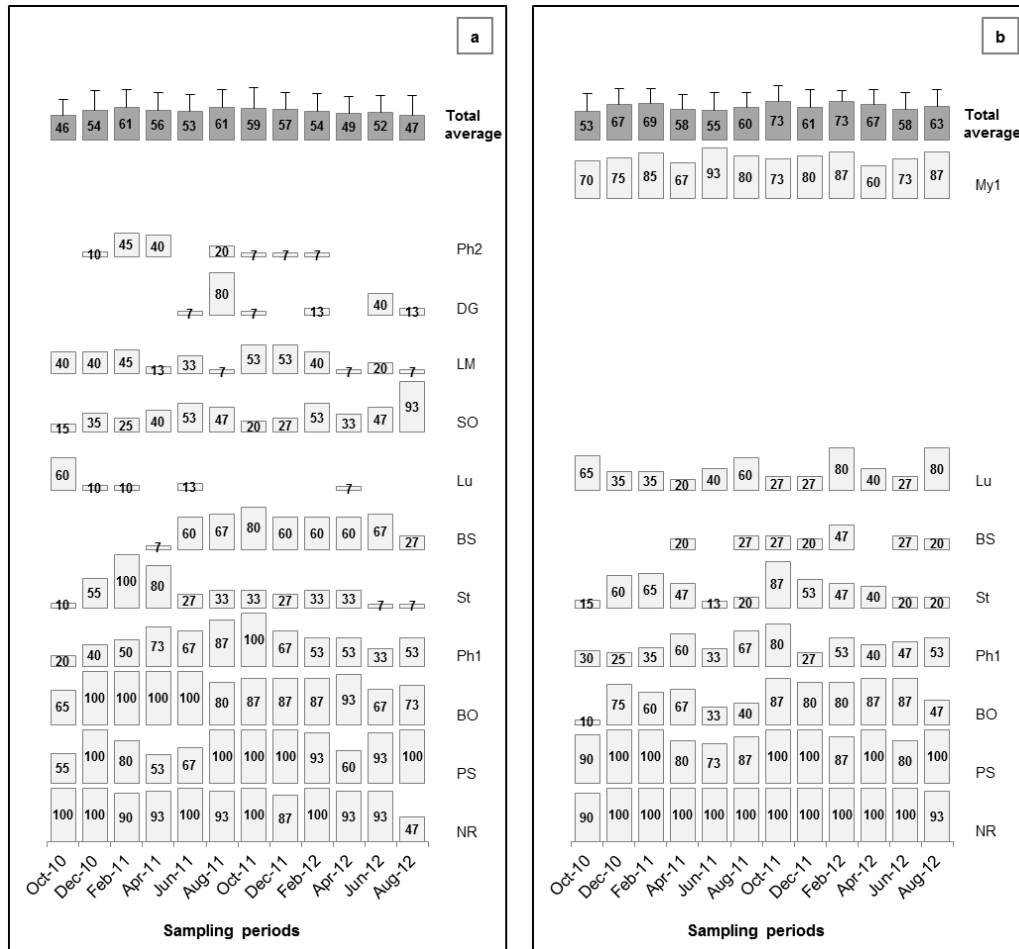 a
46 54 61 56 53 61 59 57 54 49 52 47 Total average
10 45 40 20 7 7 7 Ph2
7 80 7 13 40 13 DG
40 40 45 13 33 7 53 53 40 7 20 7 LM
15 35 25 40 53 47 20 27 53 33 47 93 SO
60 10 10 13 7 Lu
7 60 67 80 60 60 60 67 27 BS
10 55 100 80 27 33 33 27 33 33 7 7 St
20 40 50 73 67 87 100 67 53 53 33 53 Ph1
65 100 100 100 100 80 87 87 87 93 67 73 BO
55 100 80 53 67 100 100 100 93 60 93 100 PS
100 100 90 93 100 93 100 87 100 93 93 47 NR
Oct-10 Dec-10 Feb-11 Apr-11 Jun-11 Aug-11 Oct-11 Dec-11 Feb-12 Apr-12 Jun-12 Aug-12
Sampling periods
b
53 67 69 58 55 60 73 61 73 67 58 63 Total average
70 75 85 67 93 80 73 80 87 60 73 87 My1
65 35 35 20 40 60 27 27 80 40 27 80 Lu
20 27 27 20 47 27 20 BS
15 60 65 47 13 20 87 53 47 40 20 20 St
30 25 35 60 33 67 80 27 53 40 47 53 Ph1
10 75 60 67 33 40 87 80 80 87 87 47 BO
90 100 100 80 73 87 100 100 87 100 80 100 PS
90 100 100 100 100 100 100 100 100 100 100 93 NR
Oct-10 Dec-10 Feb-11 Apr-11 Jun-11 Aug-11 Oct-11 Dec-11 Feb-12 Apr-12 Jun-12 Aug-12
Sampling periods